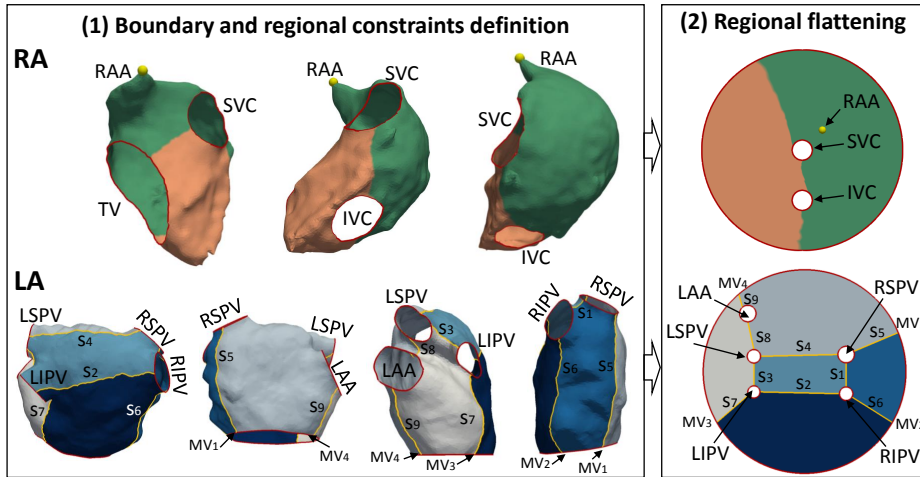 (1) Boundary and regional constraints definition
RA
RAA
SVC
TV
RAA
SVC
IVC
RAA
SVC
IVC
LA
LSPV
RSPV
RIPV
S4
S2
LIPV
S7
S6
RSPV
LSPV
S5
LAA
S9
MV1
MV4
LSPV
S3
LIPV
S8
LAA
S9
S7
MV4
MV3
RIPV
RSPV
S1
S6
S5
MV2
MV1
(2) Regional flattening
RAA
SVC
IVC
MV4
RSPV
LAA
S9
LSPV
S8
S4
S5
MV
S3
S2
S1
S7
S6
MV3
MV
LIPV
RIPV